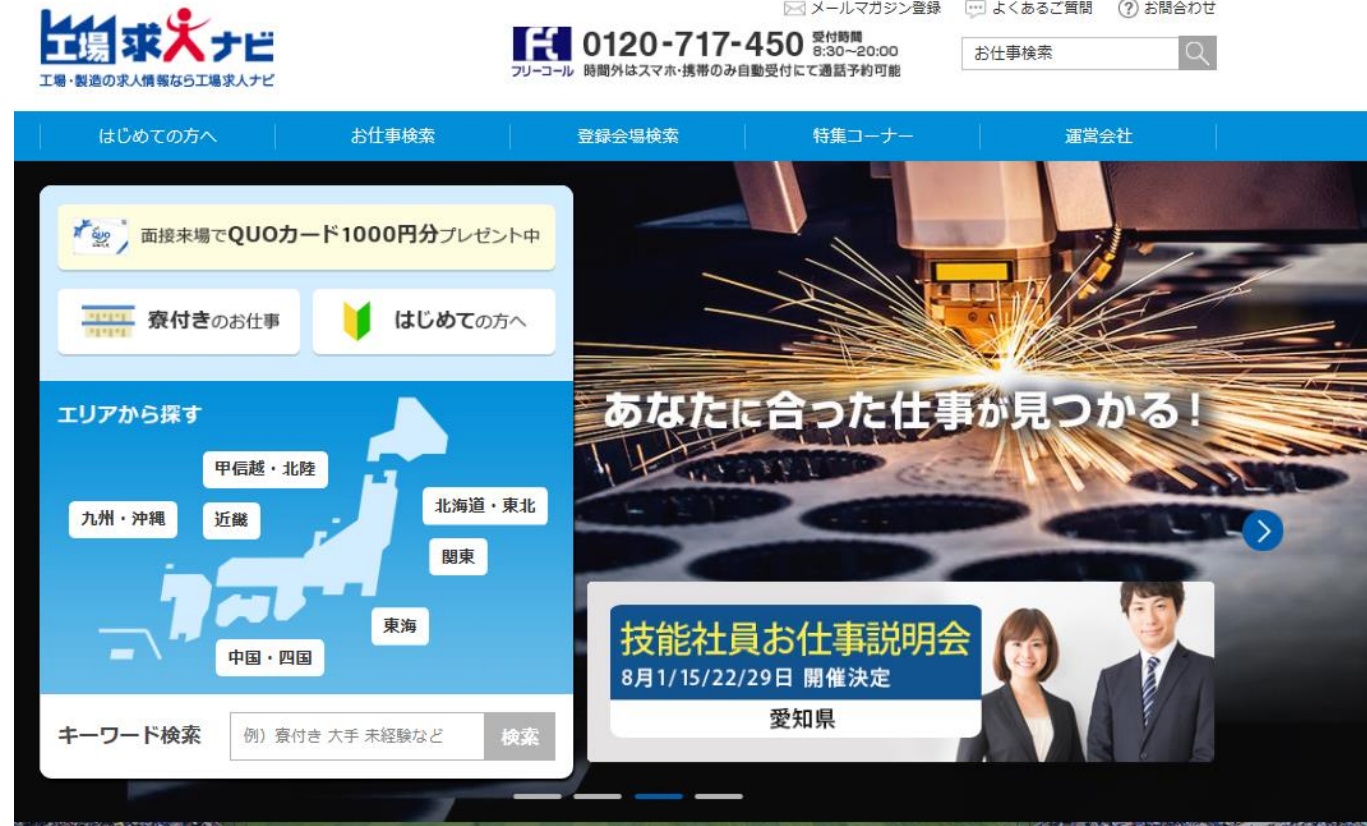 メールマガジン登録 よくあるご質問 お問合わせ
工場求人ナビ
工場・製造の求人情報なら工場求人ナビ
フリーコール
0120-717-450 受付時間 8:30～20:00
時間外はスマホ・携帯のみ自動受付にて通話予約可能
お仕事検索
はじめての方へ お仕事検索 登録会場検索 特集コーナー 運営会社
QUO
面接来場でQUOカード1000円分プレゼント中
寮付きのお仕事 はじめての方へ
エリアから探す
甲信越・北陸
九州・沖縄 近畿 北海道・東北
関東
東海
中国・四国
キーワード検索 例）寮付き 大手 未経験など 検索
あなたに合った仕事が見つかる！
技能社員お仕事説明会
8月1/15/22/29日 開催決定
愛知県